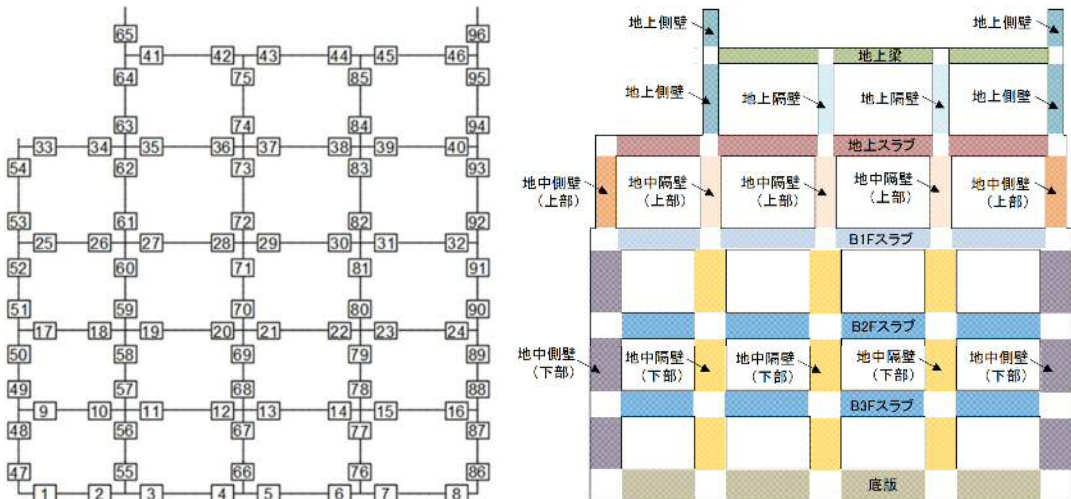 65 96
41 42 43 44 45 46
64 75 85 95
63 74 84 94
33 34 35 36 37 38 39 40
54 62 73 83 93
53 61 72 82 92
25 26 27 28 29 30 31 32
52 60 71 81 91
51 59 70 80 90
17 18 19 20 21 22 23 24
50 58 69 79 89
49 57 68 78 88
9 10 11 12 13 14 15 16
48 56 67 77 87
47 55 66 76 86
1 2 3 4 5 6 7 8
地上側壁 地上側壁
地上梁
地上側壁 地上隔壁 地上隔壁 地上側壁
地上スラブ
地中側壁 地中隔壁 地中隔壁 地中隔壁 地中側壁
(上部) (上部) (上部) (上部) (上部)
B1Fスラブ
B2Fスラブ
地中側壁 地中隔壁 地中隔壁 地中隔壁 地中側壁
(下部) (下部) (下部) (下部) (下部)
B3Fスラブ
底版